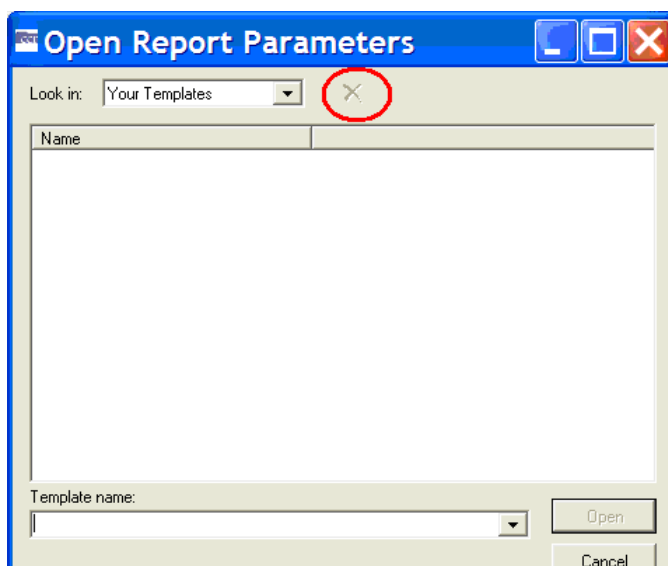 Open Report Parameters
Look in: Your Templates
Name
Template name:
Open
Cancel